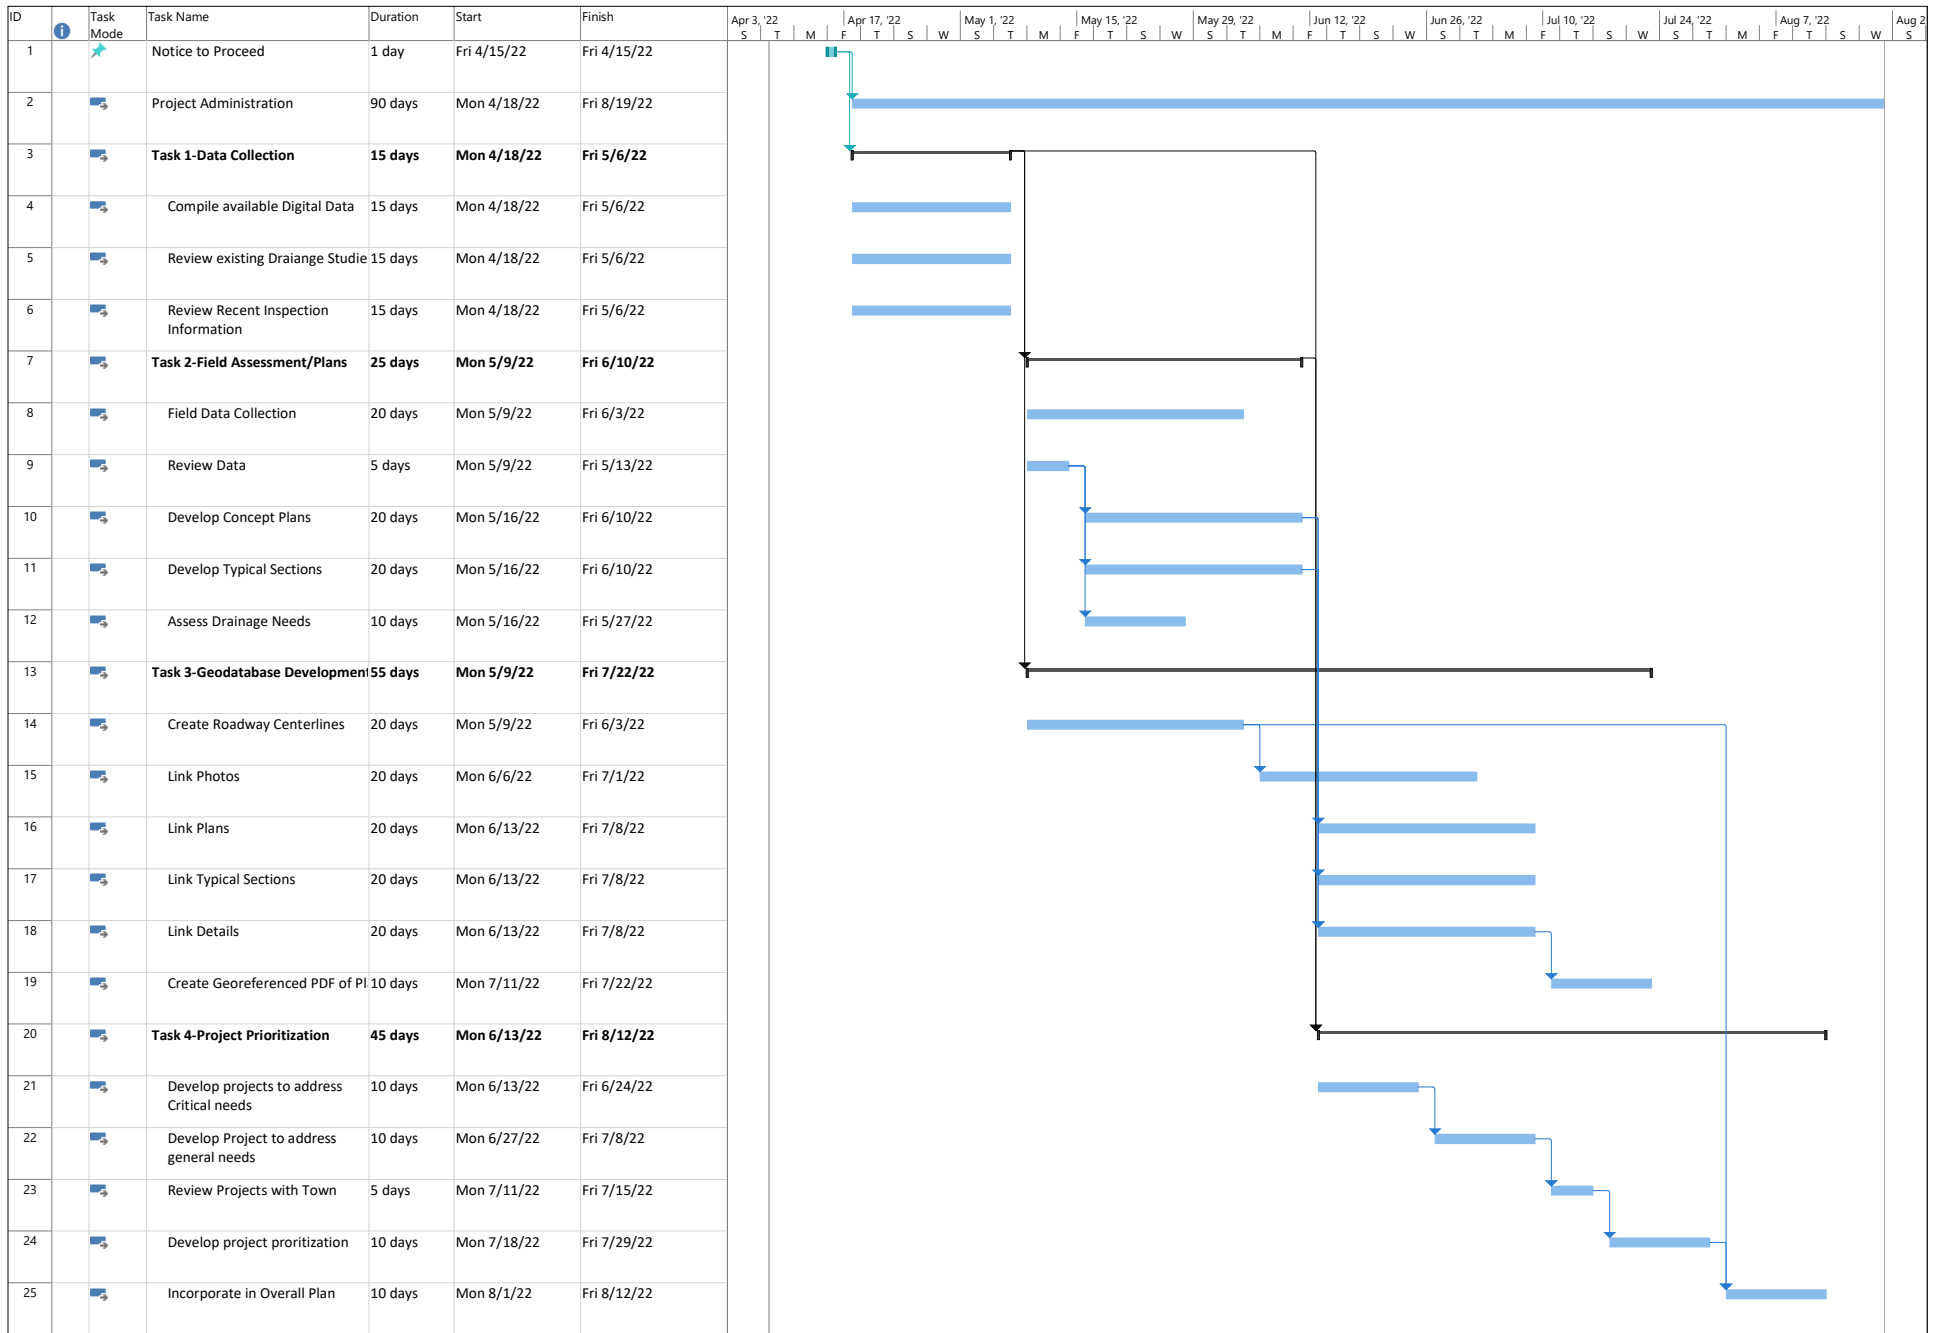 ID Task Mode Task Name Duration Start Finish
Apr 3, '22 Apr 17, '22 May 1, '22 May 15, '22 May 29, '22 Jun 12, '22 Jun 26, '22 Jul 10, '22 Jul 24, '22 Aug 7, '22 Aug 2
S T M F T S W S T M F T S W S T M F T S W S T M F T S W S T M F T S W S
1 Notice to Proceed 1 day Fri 4/15/22 Fri 4/15/22
2 Project Administration 90 days Mon 4/18/22 Fri 8/19/22
3 Task 1-Data Collection 15 days Mon 4/18/22 Fri 5/6/22
4 Compile available Digital Data 15 days Mon 4/18/22 Fri 5/6/22
5 Review existing Draiange Studie 15 days Mon 4/18/22 Fri 5/6/22
6 Review Recent Inspection 15 days Mon 4/18/22 Fri 5/6/22
Information
7 Task 2-Field Assessment/Plans 25 days Mon 5/9/22 Fri 6/10/22
8 Field Data Collection 20 days Mon 5/9/22 Fri 6/3/22
9 Review Data 5 days Mon 5/9/22 Fri 5/13/22
10 Develop Concept Plans 20 days Mon 5/16/22 Fri 6/10/22
11 Develop Typical Sections 20 days Mon 5/16/22 Fri 6/10/22
12 Assess Drainage Needs 10 days Mon 5/16/22 Fri 5/27/22
13 Task 3-Geodatabase Development 55 days Mon 5/9/22 Fri 7/22/22
14 Create Roadway Centerlines 20 days Mon 5/9/22 Fri 6/3/22
15 Link Photos 20 days Mon 6/6/22 Fri 7/1/22
16 Link Plans 20 days Mon 6/13/22 Fri 7/8/22
17 Link Typical Sections 20 days Mon 6/13/22 Fri 7/8/22
18 Link Details 20 days Mon 6/13/22 Fri 7/8/22
19 Create Georeferenced PDF of Pl 10 days Mon 7/11/22 Fri 7/22/22
20 Task 4-Project Prioritization 45 days Mon 6/13/22 Fri 8/12/22
21 Develop projects to address 10 days Mon 6/13/22 Fri 6/24/22
Critical needs
22 Develop Project to address 10 days Mon 6/27/22 Fri 7/8/22
general needs
23 Review Projects with Town 5 days Mon 7/11/22 Fri 7/15/22
24 Develop project proritization 10 days Mon 7/18/22 Fri 7/29/22
25 Incorporate in Overall Plan 10 days Mon 8/1/22 Fri 8/12/22